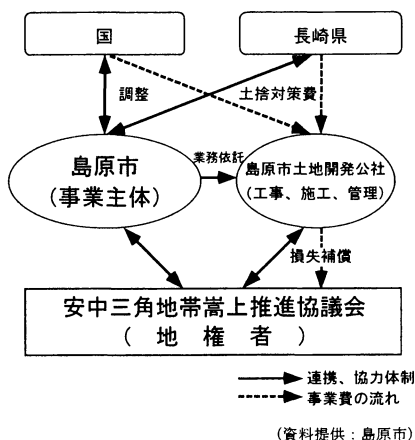 国
長崎県
調整
土捨対策費
島原市
(事業主体)
業務依託
島原市土地開発公社
(工事、施工、管理)
損失補償
安中三角地帯嵩上推進協議会
(地権者)
連携、協力体制
事業費の流れ
(資料提供：島原市)